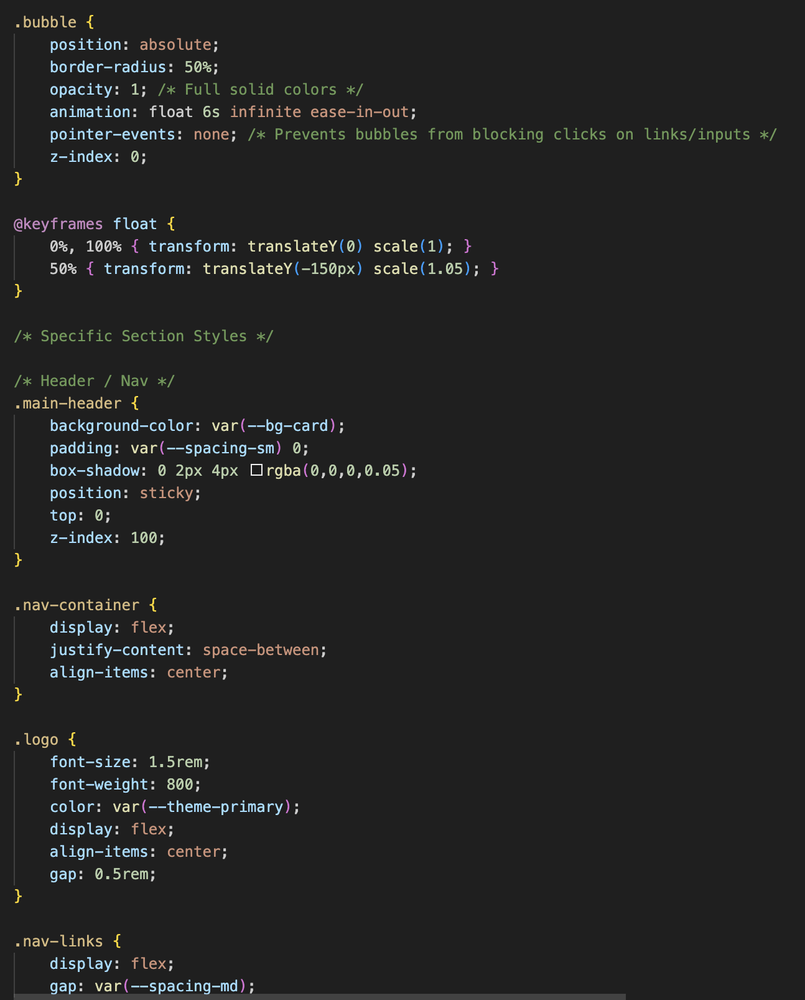 .bubble {
    position: absolute;
    border-radius: 50%;
    opacity: 1; /* Full solid colors */
    animation: float 6s infinite ease-in-out;
    pointer-events: none; /* Prevents bubbles from blocking clicks on links/inputs */
    z-index: 0;
}

@keyframes float {
    0%, 100% { transform: translateY(0) scale(1); }
    50% { transform: translateY(-150px) scale(1.05); }
}

/* Specific Section Styles */

/* Header / Nav */
.main-header {
    background-color: var(--bg-card);
    padding: var(--spacing-sm) 0;
    box-shadow: 0 2px 4px rgba(0,0,0,0.05);
    position: sticky;
    top: 0;
    z-index: 100;
}

.nav-container {
    display: flex;
    justify-content: space-between;
    align-items: center;
}

.logo {
    font-size: 1.5rem;
    font-weight: 800;
    color: var(--theme-primary);
    display: flex;
    align-items: center;
    gap: 0.5rem;
}

.nav-links {
    display: flex;
    gap: var(--spacing-md);